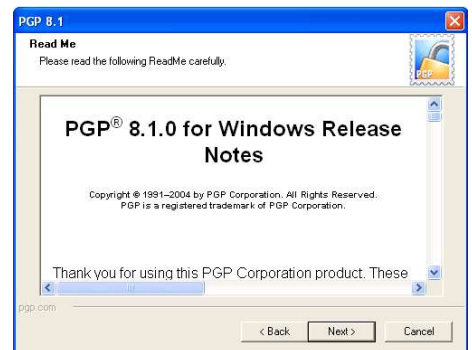 PGP 8.1
Read Me
Please read the following ReadMe carefully.
PGP
PGP® 8.1.0 for Windows Release
Notes
Copyright © 1991–2004 by PGP Corporation. All Rights Reserved.
PGP is a registered trademark of PGP Corporation.
Thank you for using this PGP Corporation product. These
pgp.com
< Back Next > Cancel